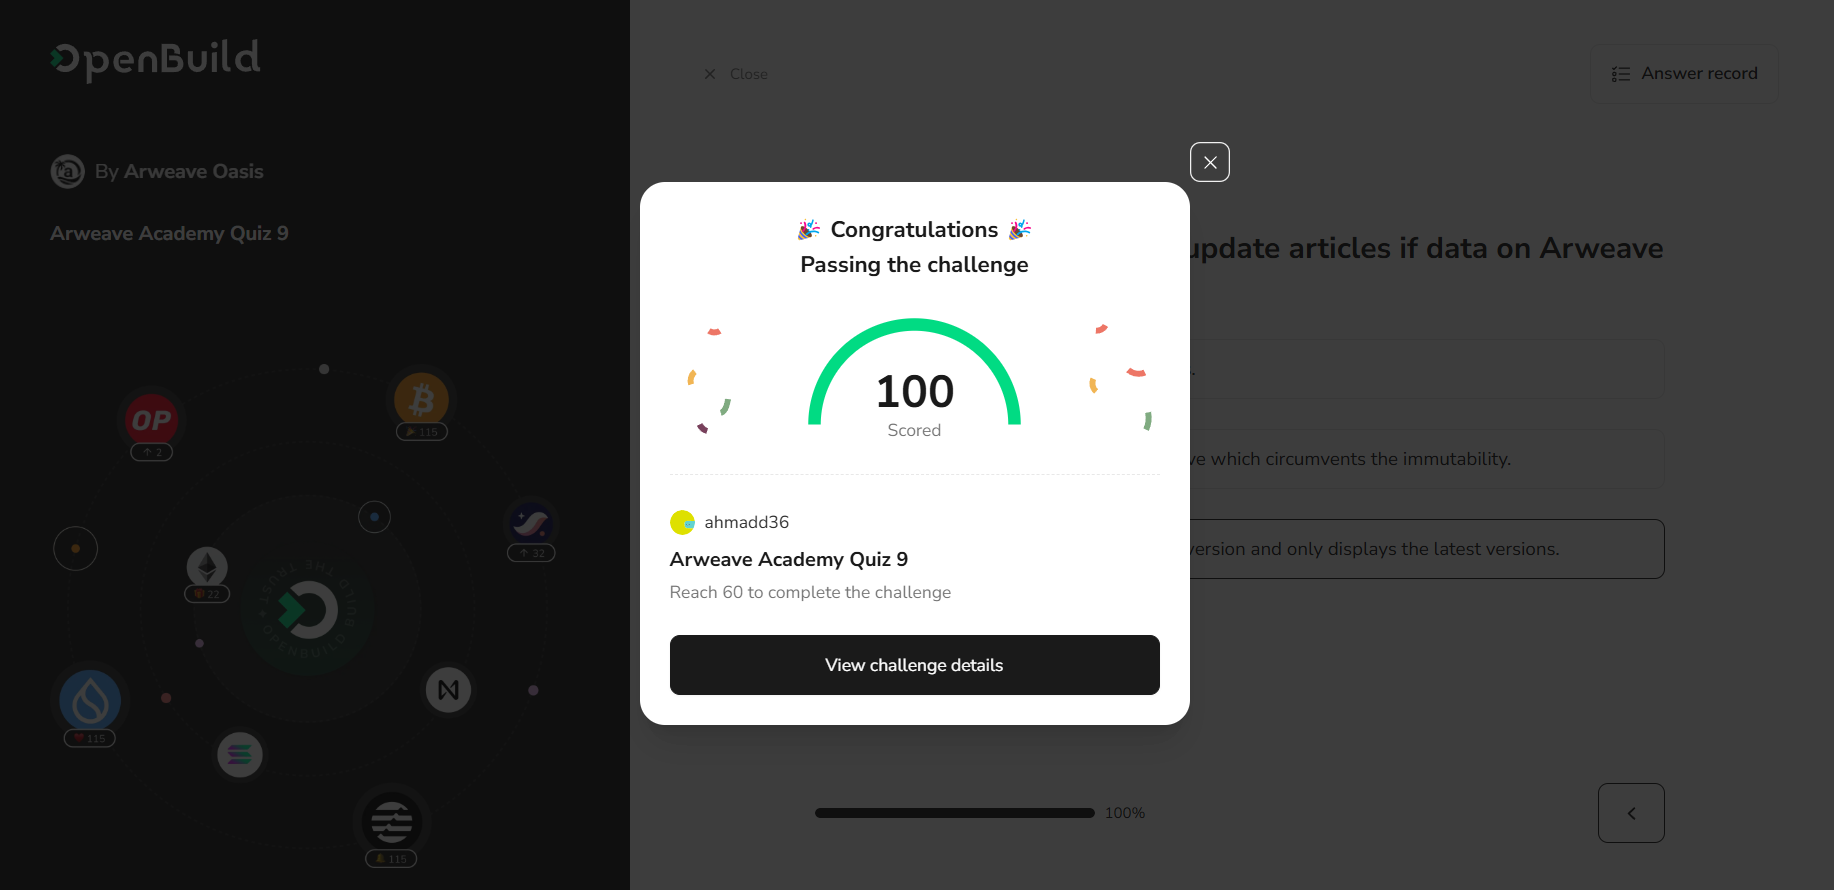 OpenBuild
Close
Answer record
By Arweave Oasis
Arweave Academy Quiz 9
update articles if data on Arweave
ve which circumvents the immutability.
version and only displays the latest versions.
100%
Congratulations
Passing the challenge
100
Scored
ahmadd36
Arweave Academy Quiz 9
Reach 60 to complete the challenge
View challenge details
OP
2
115
32
22
BUILD THE TRUST
OPENBUILD
115
115